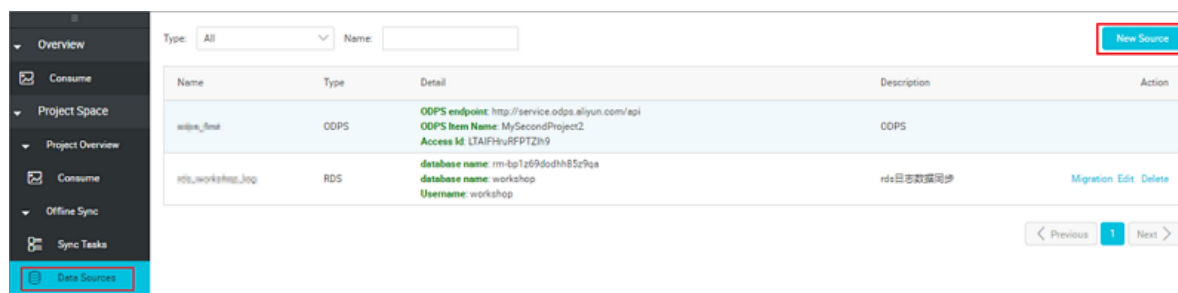 Overview
Consume
Project Space
Project Overview
Consume
Offline Sync
Sync Tasks
Data Sources
Type: All Name:
New Source
Name Type Detail Description Action
ODPS ODPS endpoint: http://service.odps.aliyun.com/api ODPS
ODPS Item Name: MySecondProject2
Access Id: LTAIFHruRFPTZIh9
RDS database name: rm-bp1z69dodhh85z9qa rds日志数据同步 Migration Edit Delete
database name: workshop
Username: workshop
Previous 1 Next